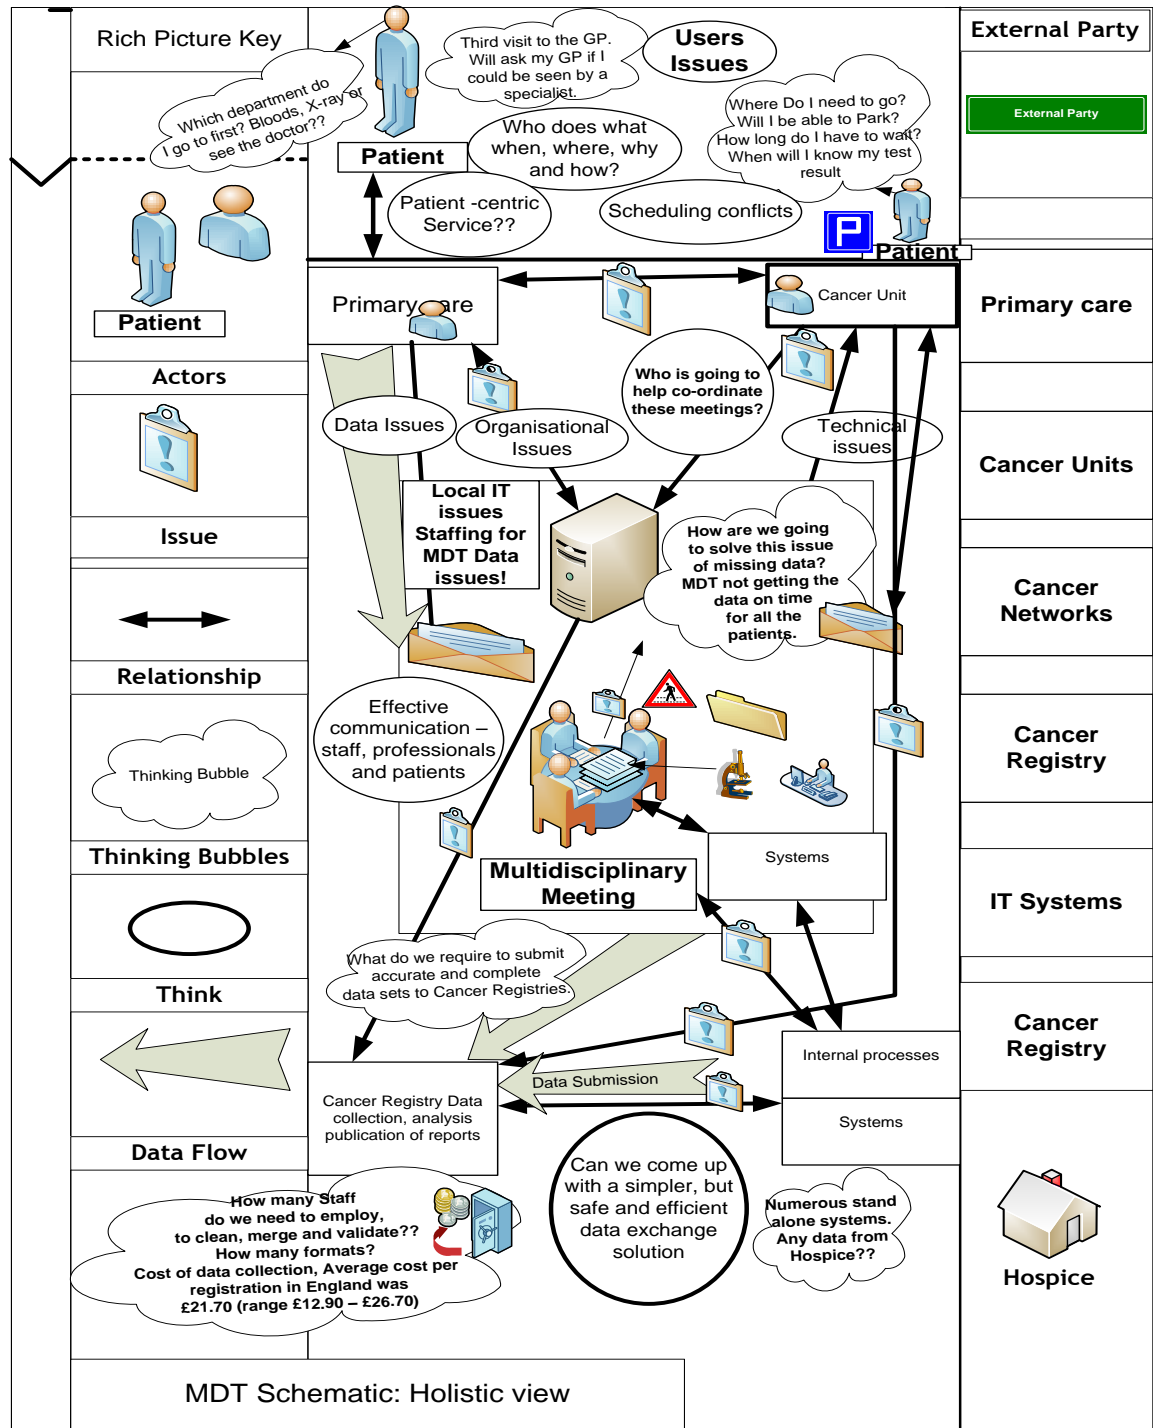 Rich Picture Key
Which department do
I go to first? Bloods, X-ray or
see the doctor??
Third visit to the GP.
Will ask my GP if I
could be seen by a
specialist.
Users
Issues
Where Do I need to go?
Will I be able to Park?
How long do I have to wait?
When will I know my test
result
Who does what
when, where, why
and how?
Patient
Patient -centric
Service??
Scheduling conflicts
P
Patient
External Party
External Party
Patient
Actors
Issue
Relationship
Thinking Bubble
Thinking Bubbles
Think
Data Flow
Primary care
Cancer Unit
Who is going to
help co-ordinate
these meetings?
Data Issues
Organisational
Issues
Technical
issues
Local IT
issues
Staffing for
MDT Data
issues!
How are we going
to solve this issue
of missing data?
MDT not getting the
data on time
for all the
patients.
Effective
communication –
staff, professionals
and patients
Systems
Multidisciplinary
Meeting
What do we require to submit
accurate and complete
data sets to Cancer Registries.
Internal processes
Systems
Data Submission
Cancer Registry Data
collection, analysis
publication of reports
Can we come up
with a simpler, but
safe and efficient
data exchange
solution
Numerous stand
alone systems.
Any data from
Hospice??
How many Staff
do we need to employ,
to clean, merge and validate??
How many formats?
Cost of data collection, Average cost per
registration in England was
£21.70 (range £12.90 – £26.70)
Primary care
Cancer Units
Cancer
Networks
Cancer
Registry
IT Systems
Cancer
Registry
Hospice
MDT Schematic: Holistic view